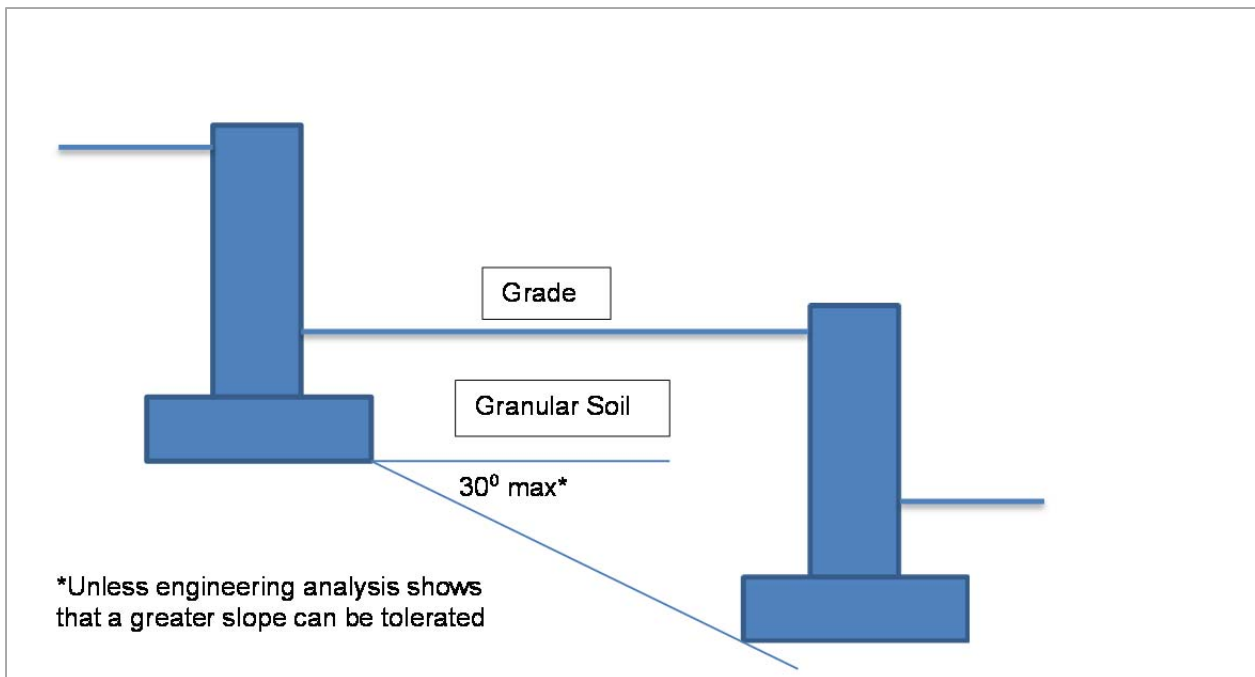 Grade
Granular Soil
30⁰ max*
*Unless engineering analysis shows
that a greater slope can be tolerated